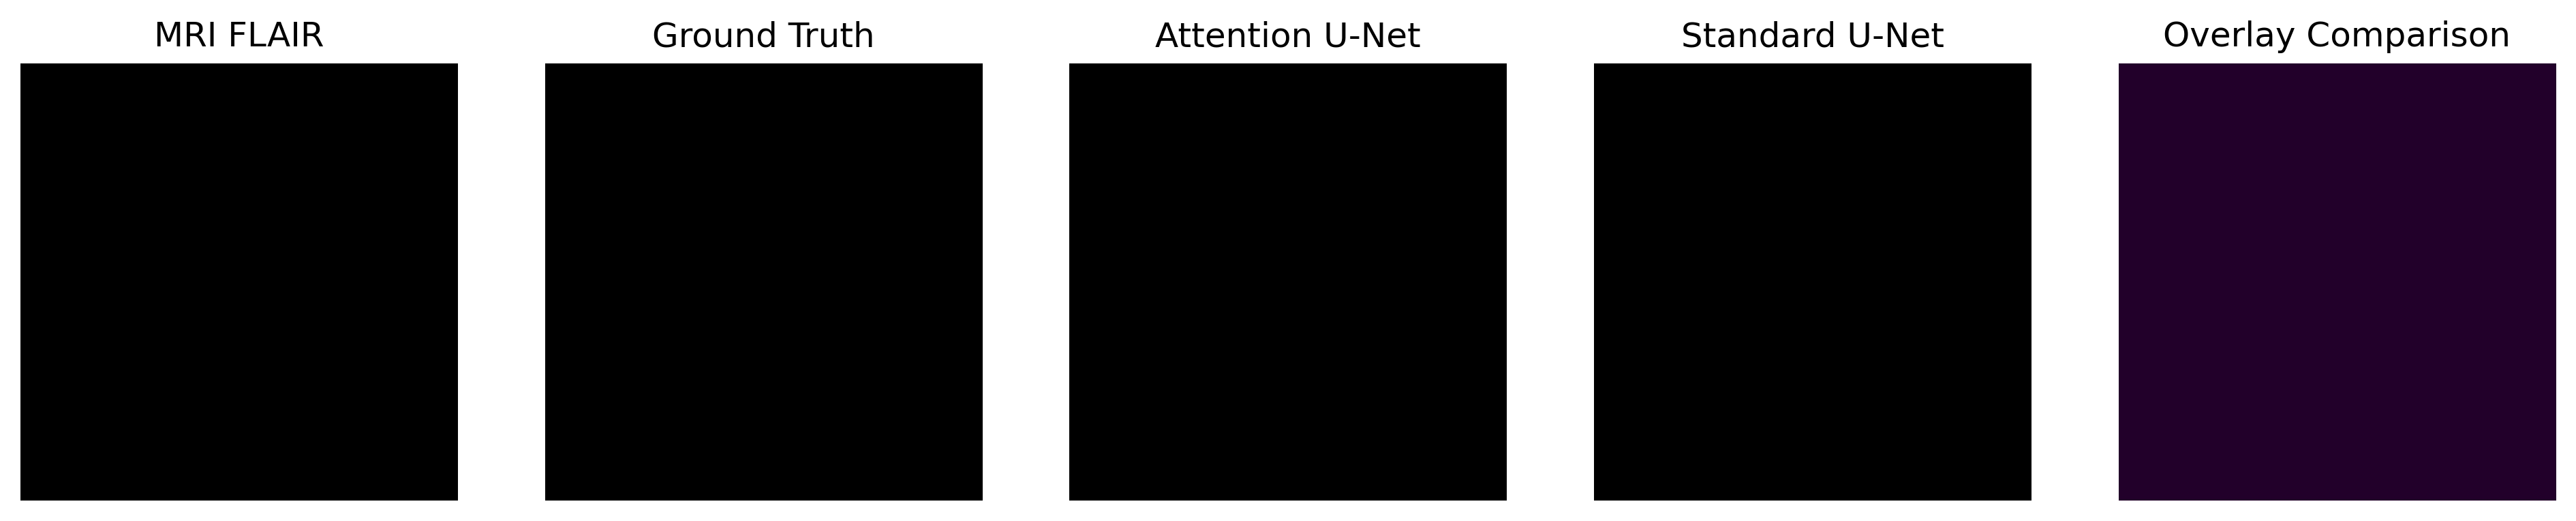 MRI FLAIR
Ground Truth
Attention U-Net
Standard U-Net
Overlay Comparison